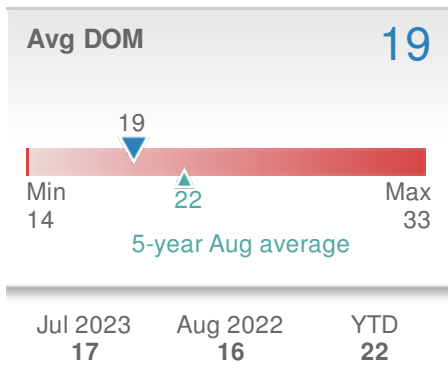 Avg DOM 19
19
Min 22 Max
14 33
5-year Aug average
Jul 2023 Aug 2022 YTD
17 16 22